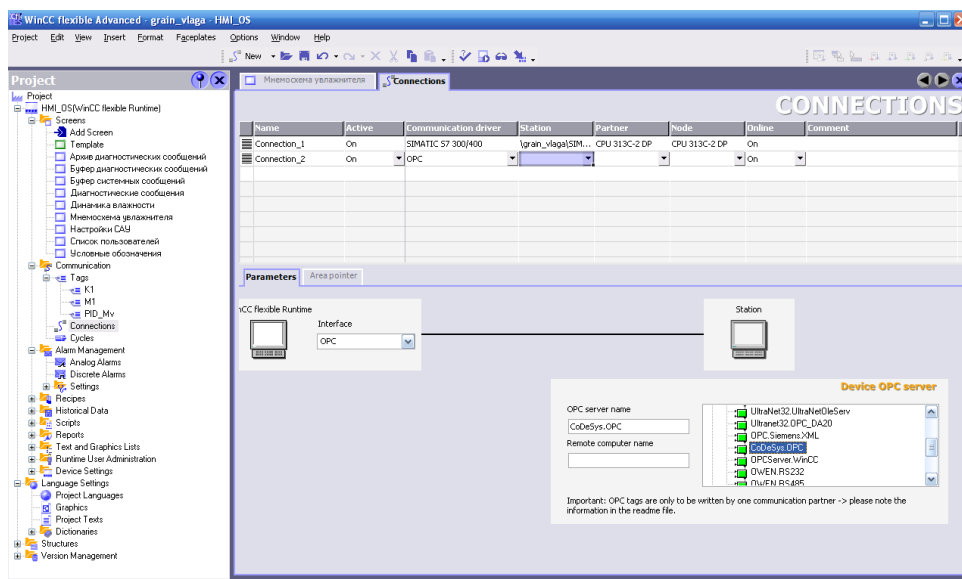 WinCC flexible Advanced - grain_vlaga - HMI_OS
Project Edit View Insert Format Faceplates Options Window Help
New
Project
Мнемосхема увлажнителя
Connections
Project
HMI_OS(WinCC flexible Runtime)
Screens
Add Screen
Template
Архив диагностических сообщений
Буфер диагностических сообщений
Буфер системных сообщений
Диагностические сообщения
Динамика влажности
Мнемосхема увлажнителя
Настройки САУ
Список пользователей
Условные обозначения
Communication
Tags
K1
M1
PID_Mv
Connections
Cycles
Alarm Management
Analog Alarms
Discrete Alarms
Settings
Recipes
Historical Data
Scripts
Reports
Text and Graphics Lists
Runtime User Administration
Device Settings
Language Settings
Project Languages
Graphics
Project Texts
Dictionaries
Structures
Version Management
CONNECTIONS
Name Active Communication driver Station Partner Node Online Comment
Connection_1 On SIMATIC S7 300/400 \grain_vlaga\SIM... CPU 313C-2 DP CPU 313C-2 DP On
Connection_2 On OPC On
Parameters Area pointer
nCC flexible Runtime
Interface
OPC
Station
Device OPC server
OPC server name
CoDeSys.OPC
Remote computer name
UltraNet32.UltraNetOleServ
Ultranet32.OPC_DA20
OPC.Siemens.XML
CoDeSys.OPC
OPCServer.WinCC
OWEN.RS232
OWEN.RS485
Important: OPC tags are only to be written by one communication partner -> please note the
information in the readme file.